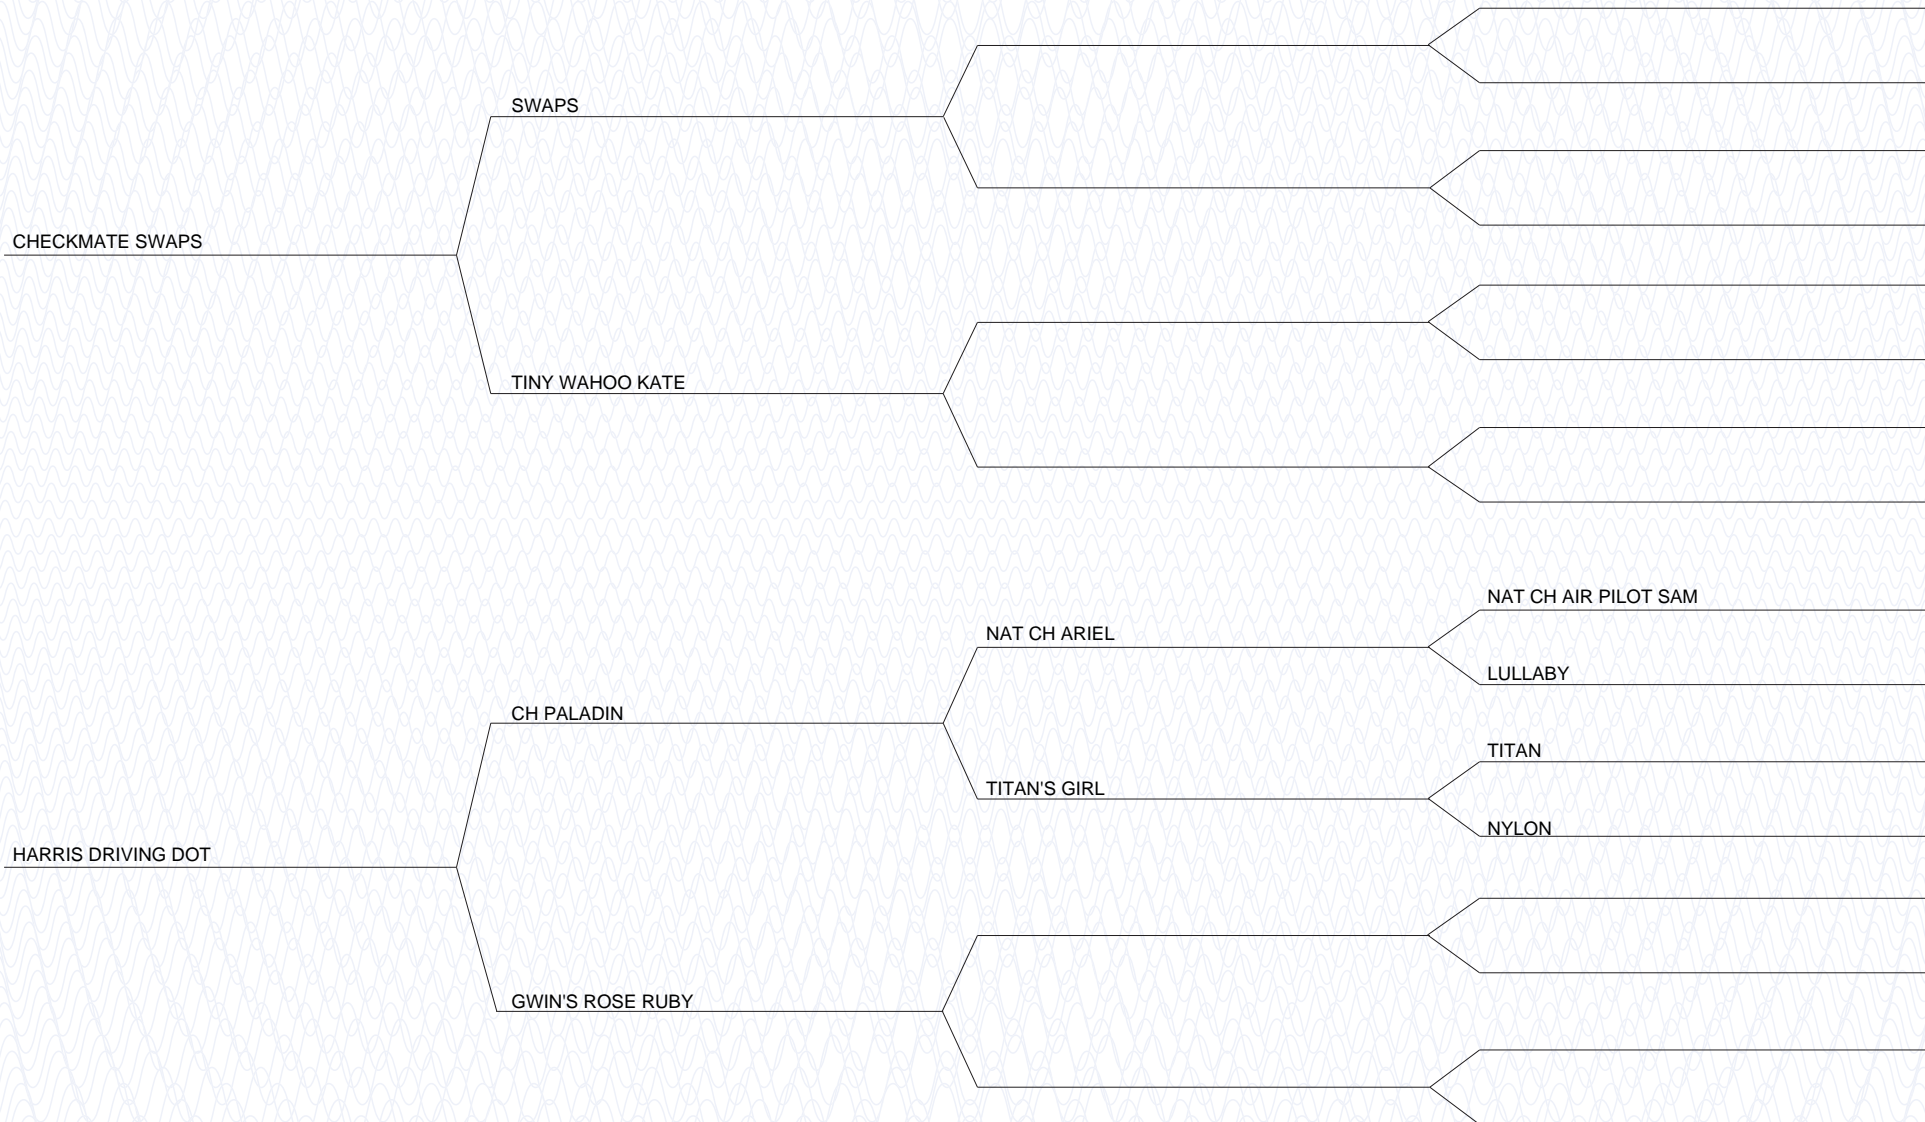 SWAPS
CHECKMATE SWAPS
TINY WAHOO KATE
NAT CH AIR PILOT SAM
NAT CH ARIEL
LULLABY
CH PALADIN
TITAN
TITAN'S GIRL
NYLON
HARRIS DRIVING DOT
GWIN'S ROSE RUBY